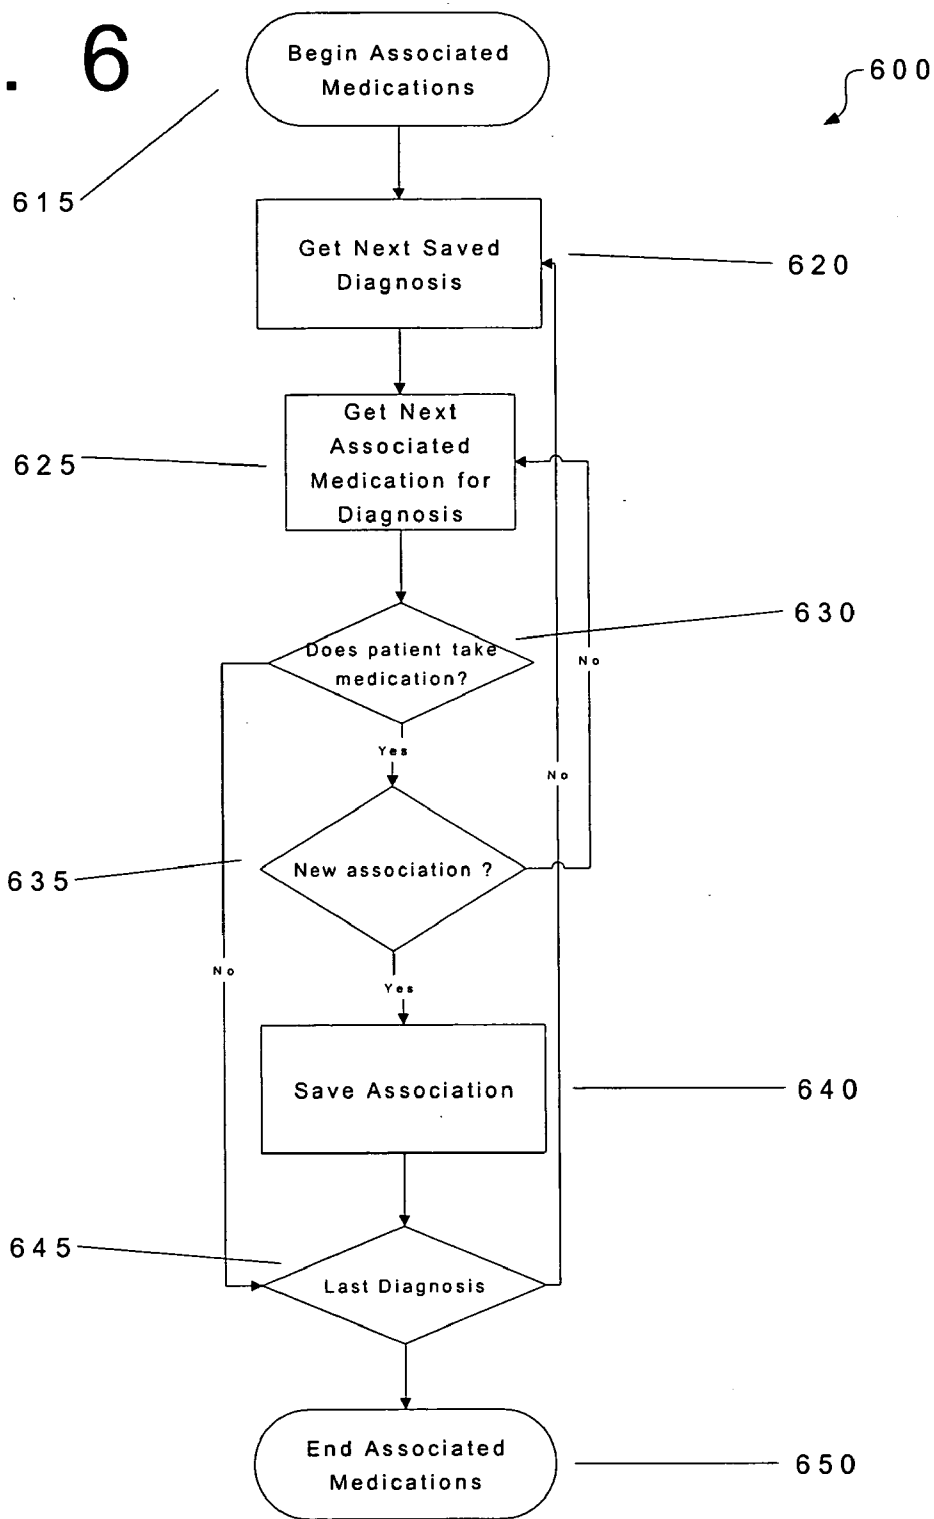 . 6
Begin Associated
Medications
600
615
Get Next Saved
Diagnosis
620
Get Next
Associated
Medication for
Diagnosis
625
630
Does patient take
medication?
No
Yes
No
New association ?
635
No
Yes
Save Association
640
645
Last Diagnosis
End Associated
Medications
650